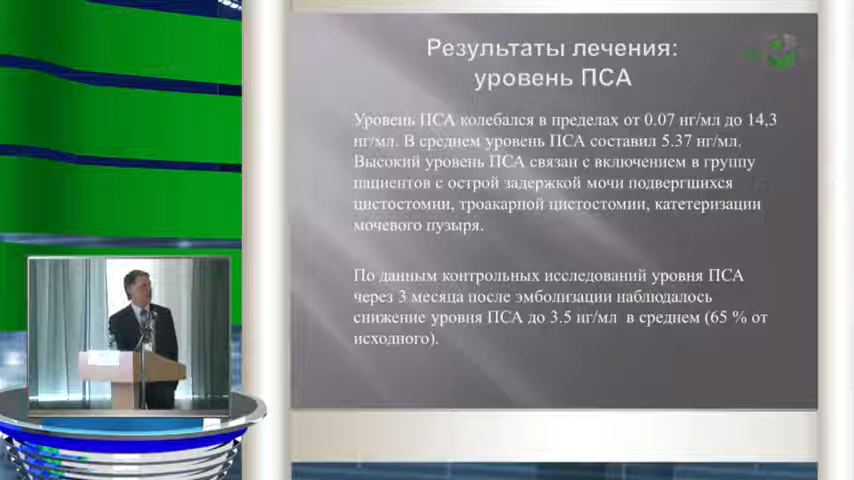 Результаты лечения:
уровень ПСА
Уровень ПСА колебался в пределах от 0.07 нг/мл до 14,3
нг/мл. В среднем уровень ПСА составил 5.37 нг/мл.
Высокий уровень ПСА связан с включением в группу
пациентов с острой задержкой мочи подвергшихся
цистостомии, троакарной цистостомии, катетеризации
мочевого пузыря.
По данным контрольных исследований уровня ПСА
через 3 месяца после эмболизации наблюдалось
снижение уровня ПСА до 3.5 нг/мл в среднем (65 % от
исходного).